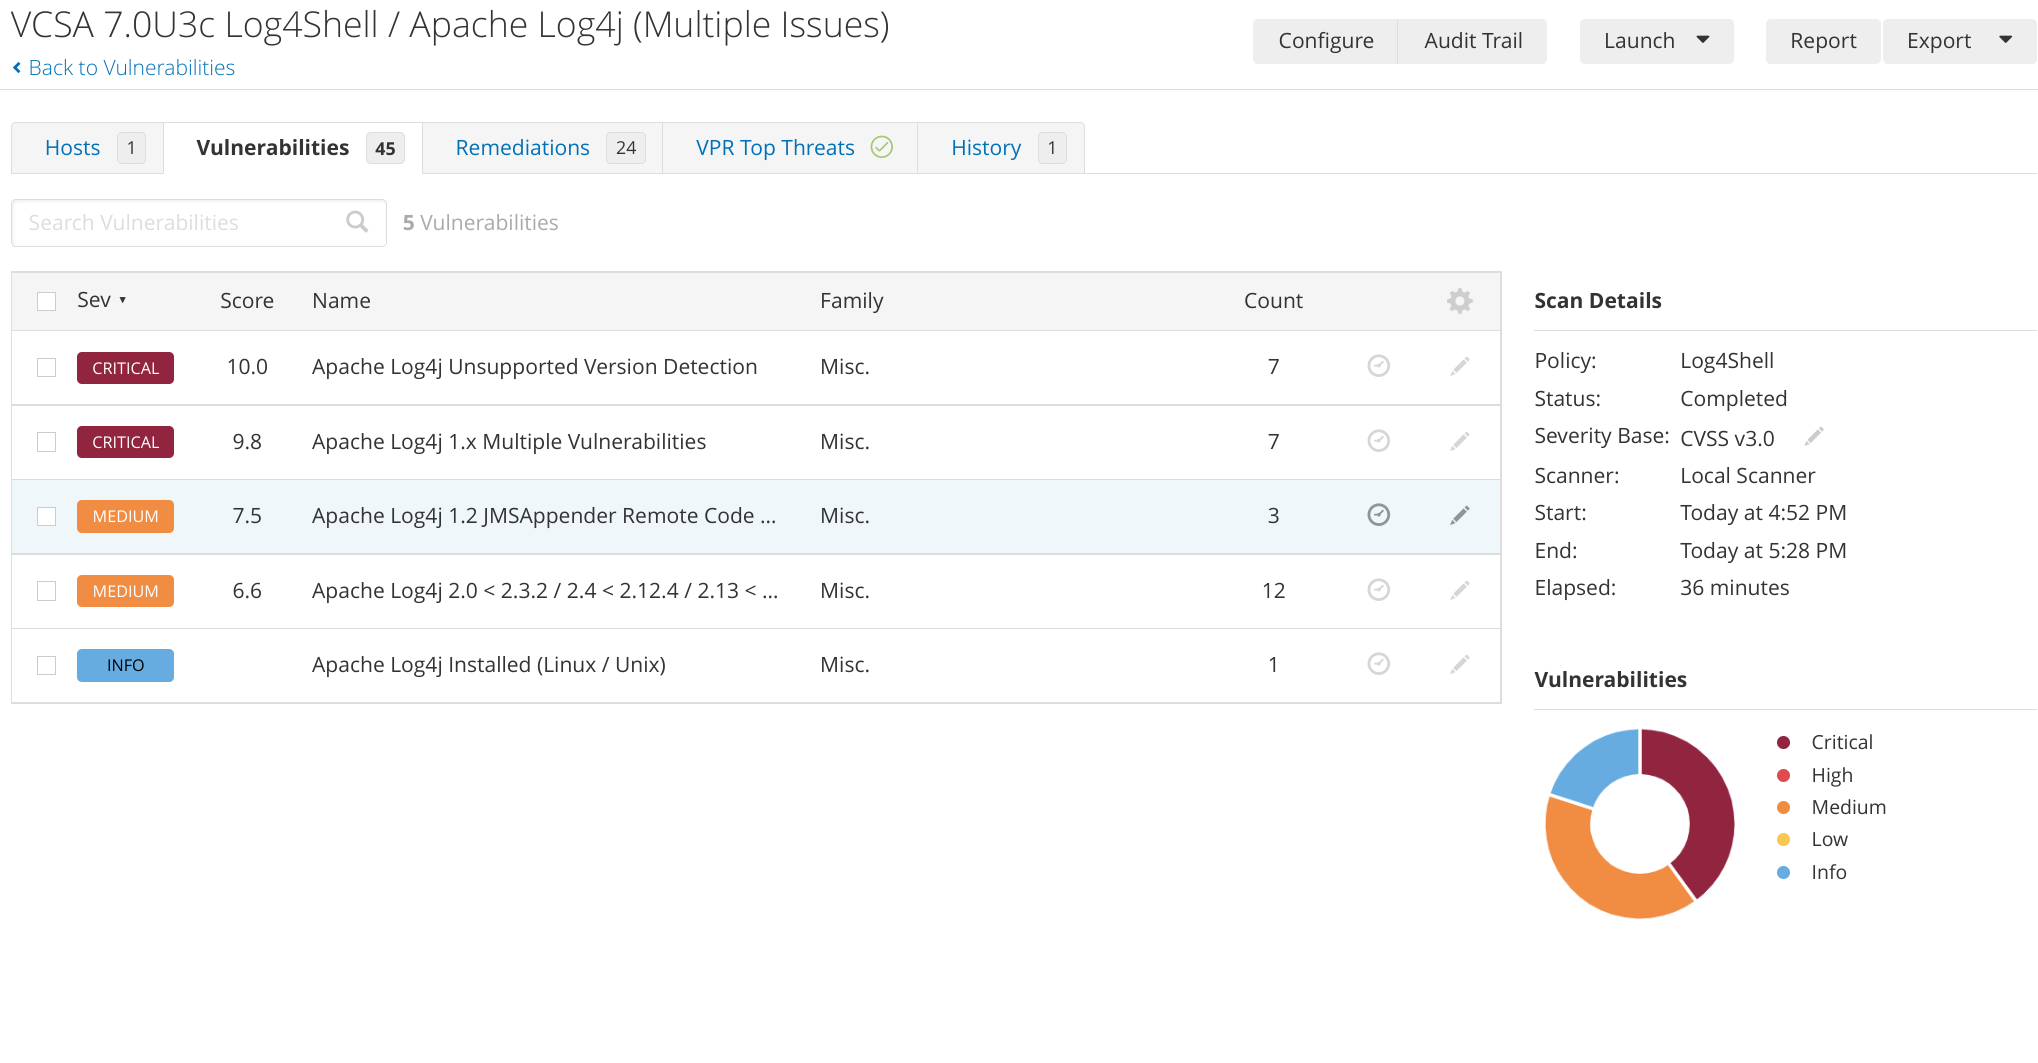 VCSA 7.0U3c Log4Shell / Apache Log4j (Multiple Issues)
Back to Vulnerabilities
Configure Audit Trail Launch Report Export
Hosts 1 Vulnerabilities 45 Remediations 24 VPR Top Threats History 1
Search Vulnerabilities 5 Vulnerabilities
Sev Score Name Family Count
CRITICAL 10.0 Apache Log4j Unsupported Version Detection Misc. 7
CRITICAL 9.8 Apache Log4j 1.x Multiple Vulnerabilities Misc. 7
MEDIUM 7.5 Apache Log4j 1.2 JMSAppender Remote Code ... Misc. 3
MEDIUM 6.6 Apache Log4j 2.0 < 2.3.2 / 2.4 < 2.12.4 / 2.13 < ... Misc. 12
INFO Apache Log4j Installed (Linux / Unix) Misc. 1
Scan Details
Policy: Log4Shell
Status: Completed
Severity Base: CVSS v3.0
Scanner: Local Scanner
Start: Today at 4:52 PM
End: Today at 5:28 PM
Elapsed: 36 minutes
Vulnerabilities
Critical
High
Medium
Low
Info